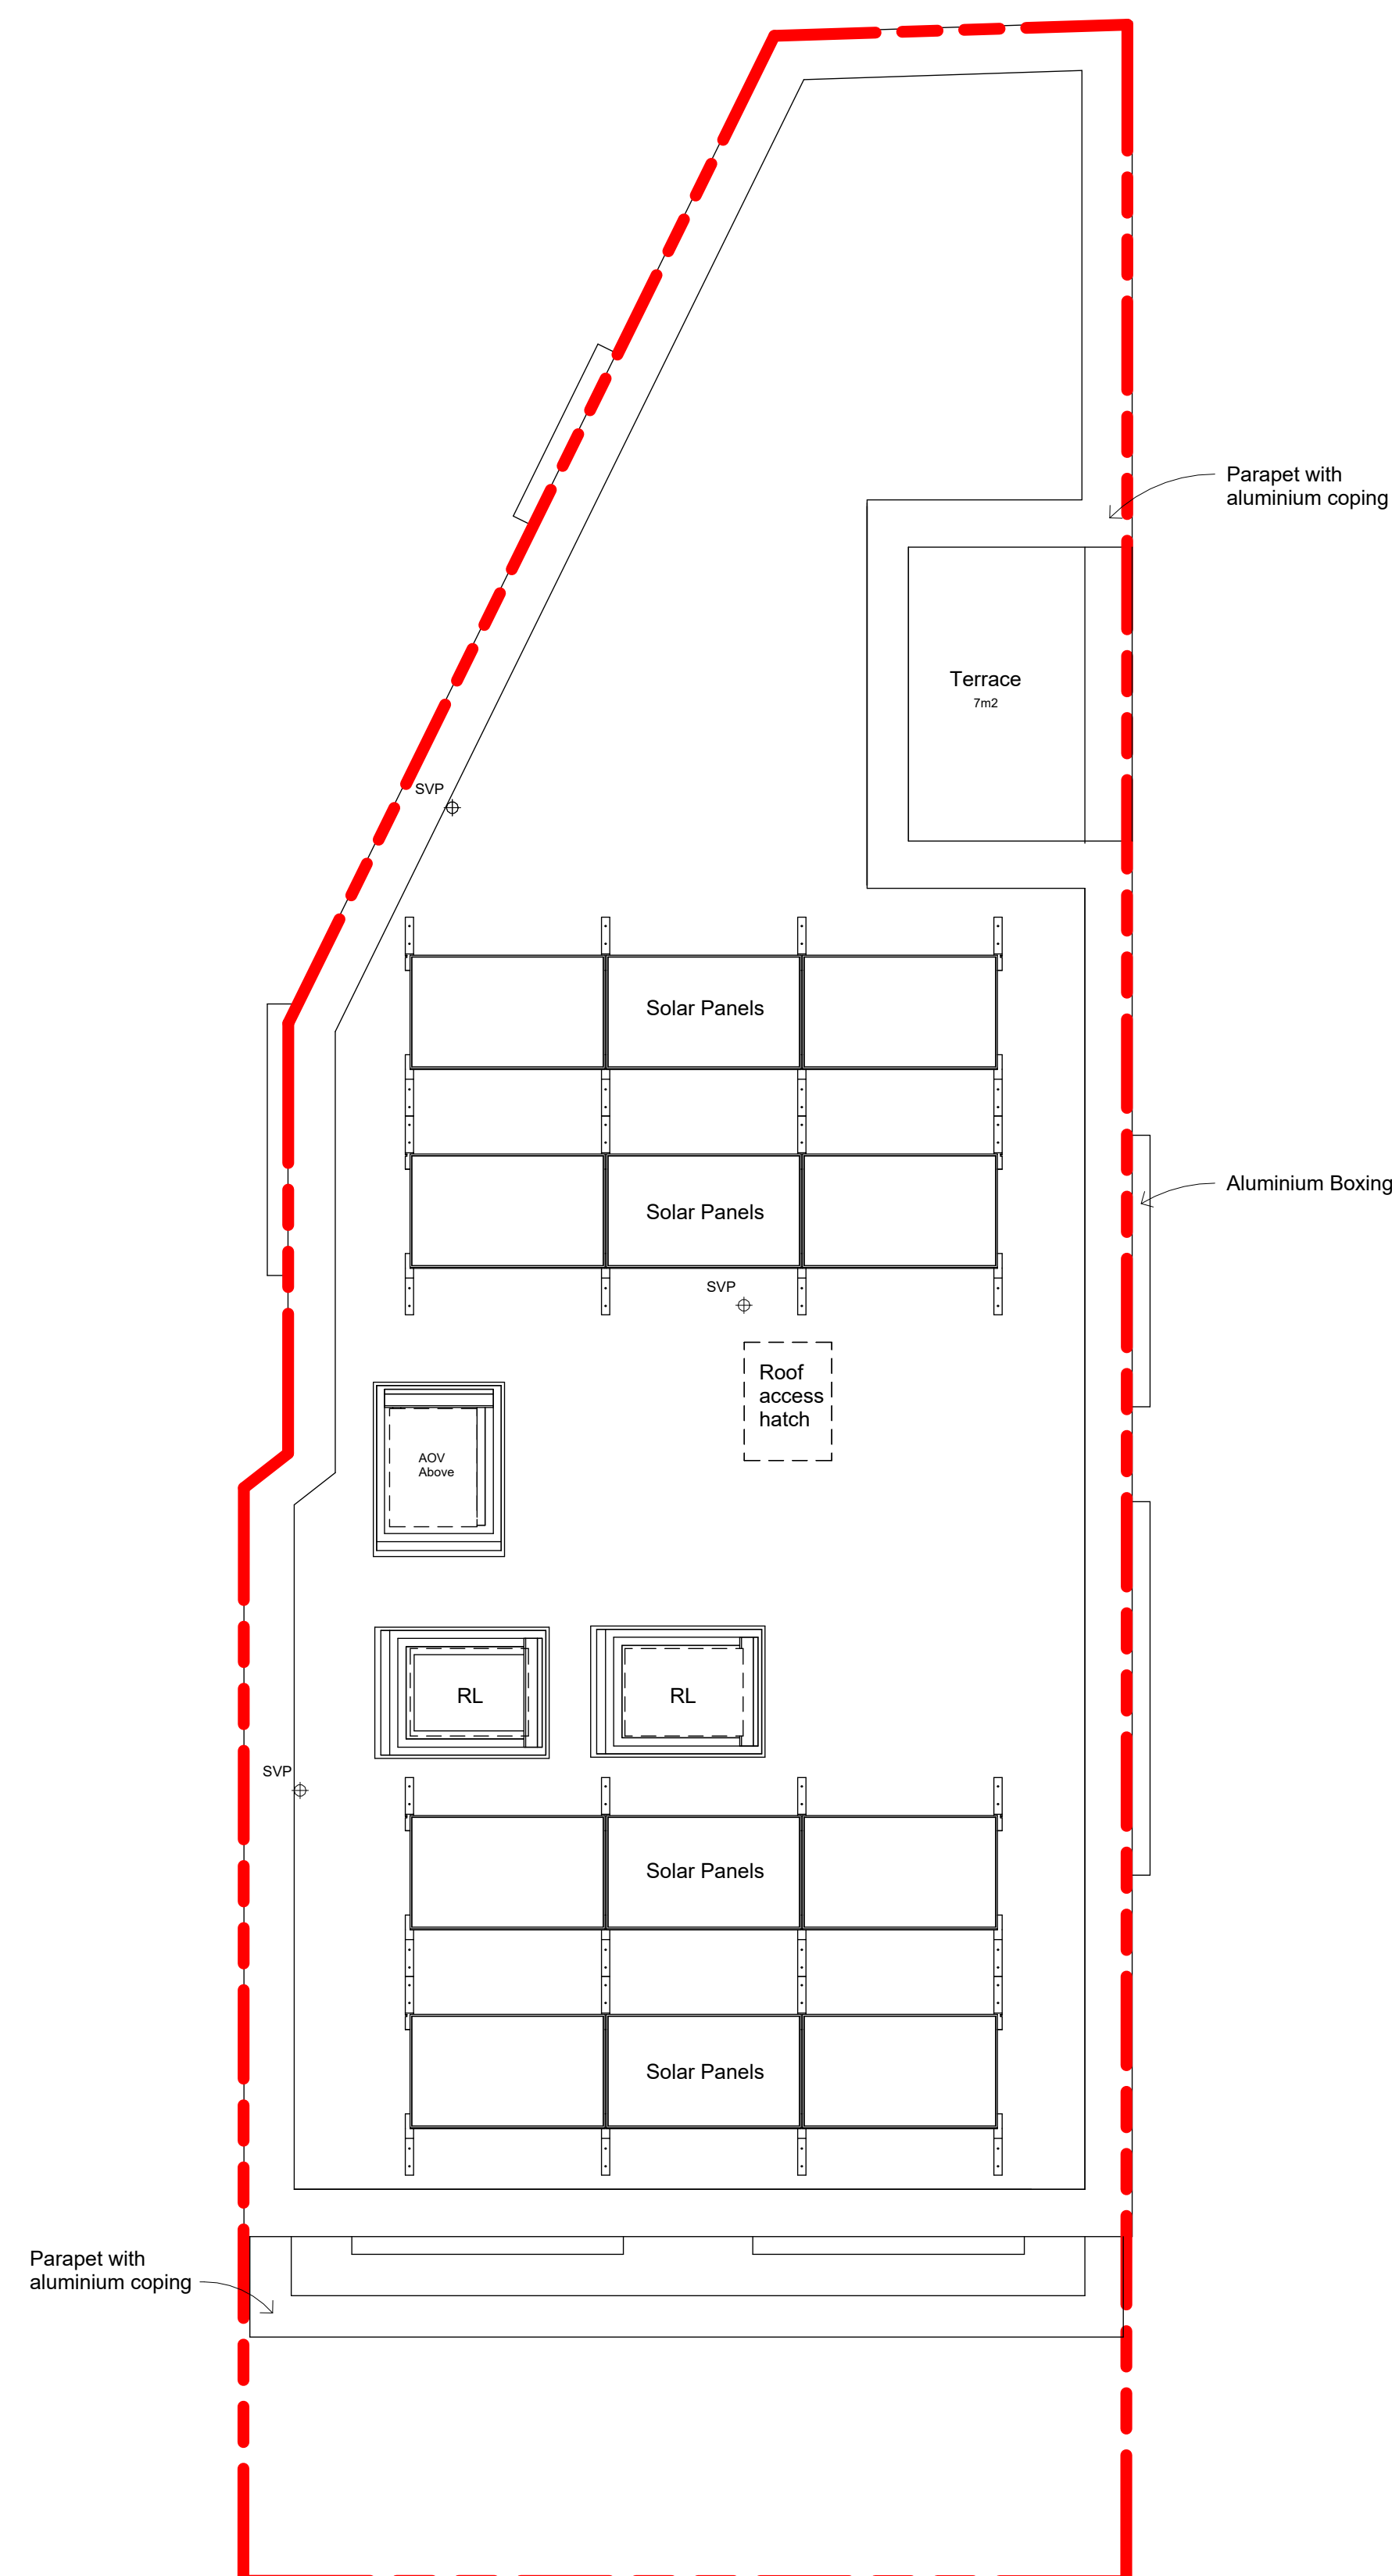 Parapet with
aluminium coping
Terrace
7m2
SVP
Solar Panels
Aluminium Boxing
Solar Panels
SVP
Roof
access
hatch
AOV
Above
RL
RL
SVP
Solar Panels
Solar Panels
Parapet with
aluminium coping